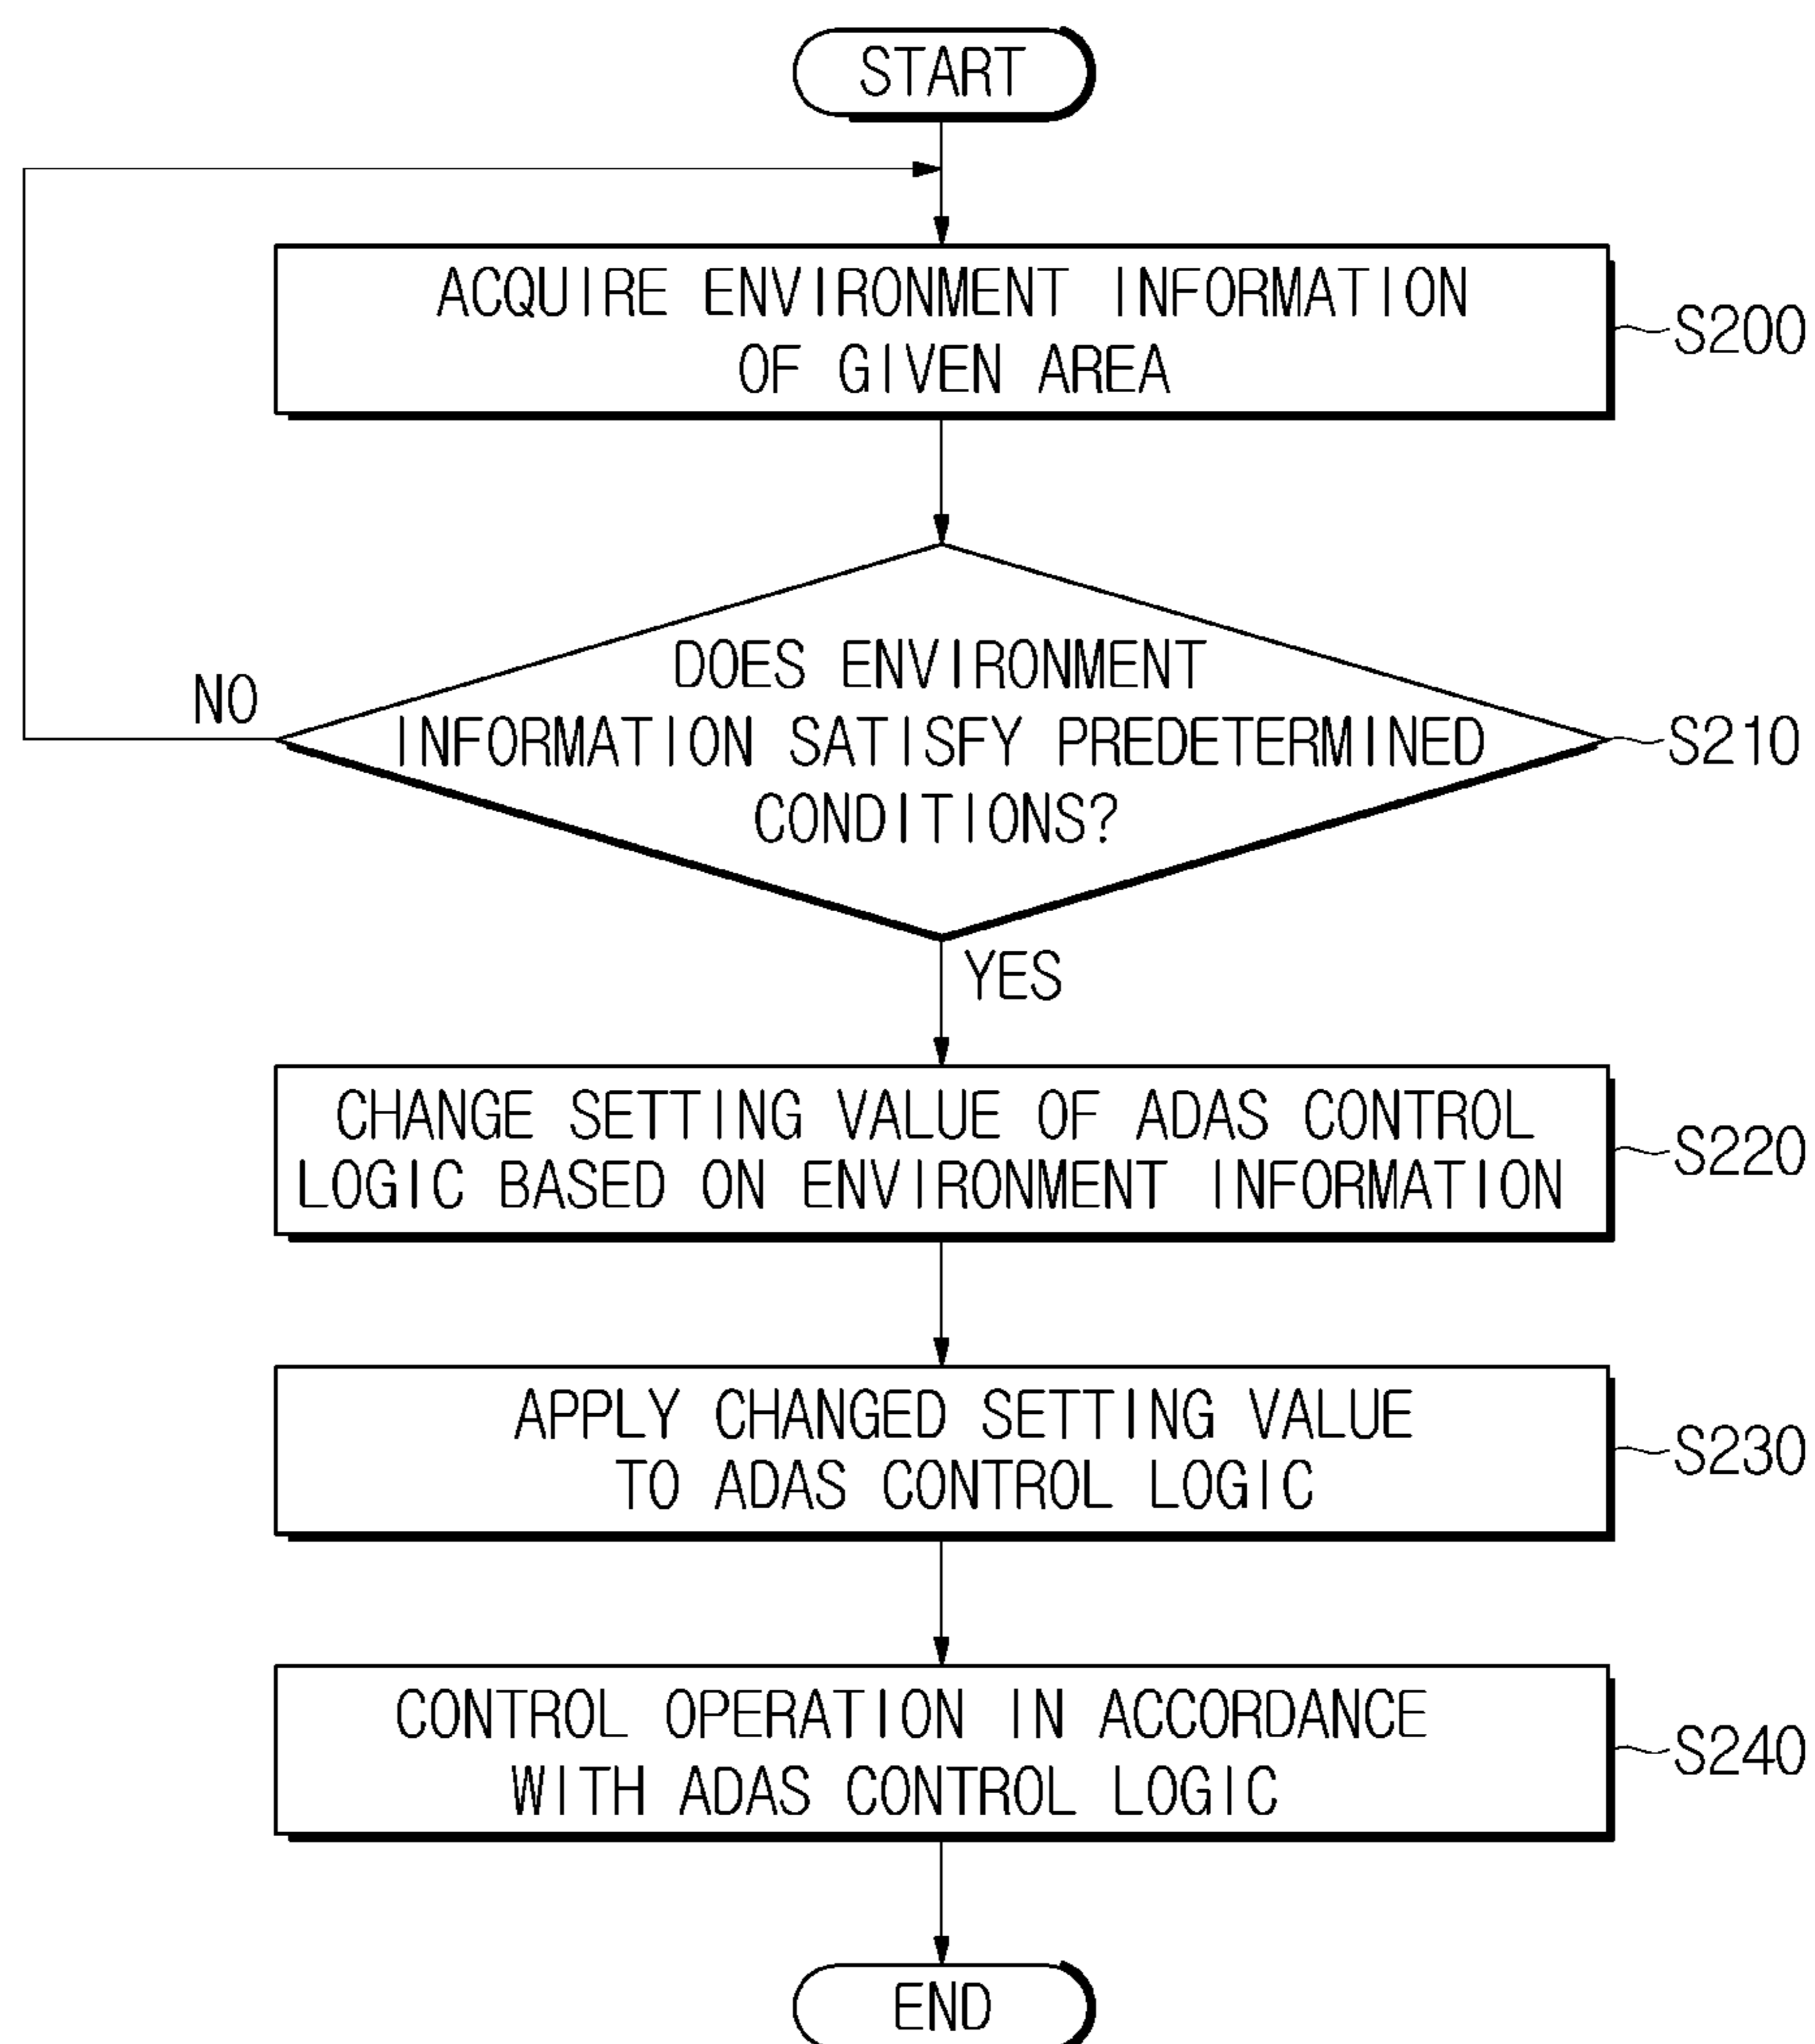 START
ACQUIRE ENVIRONMENT INFORMATION
OF GIVEN AREA
S200
DOES ENVIRONMENT
INFORMATION SATISFY PREDETERMINED
CONDITIONS?
NO
S210
YES
CHANGE SETTING VALUE OF ADAS CONTROL
LOGIC BASED ON ENVIRONMENT INFORMATION
S220
APPLY CHANGED SETTING VALUE
TO ADAS CONTROL LOGIC
S230
CONTROL OPERATION IN ACCORDANCE
WITH ADAS CONTROL LOGIC
S240
END